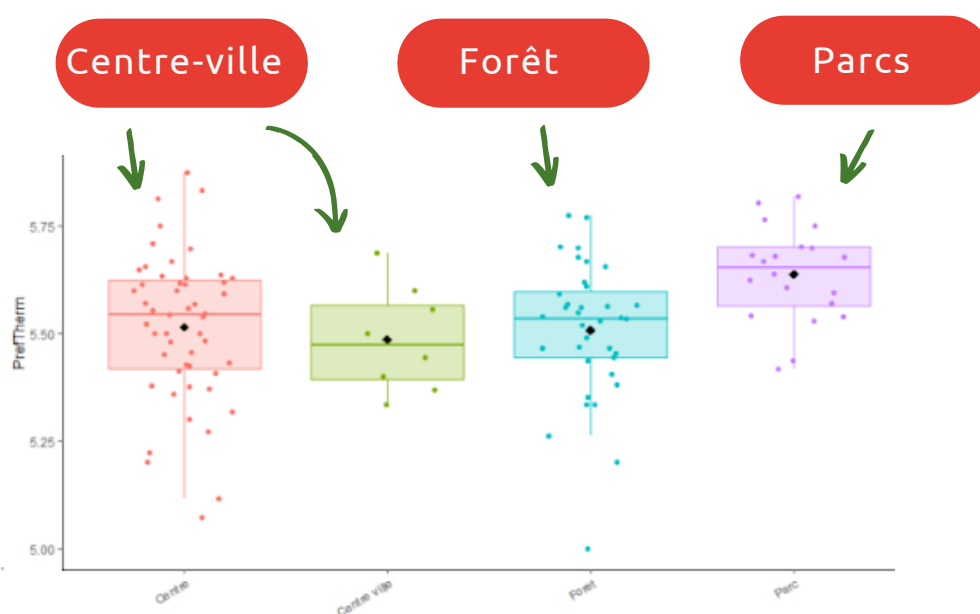 Centre-ville
Forêt
Parcs
PrefTherm
5.75
5.50
5.25
5.00
Centre
Centre ville
Foret
Parc